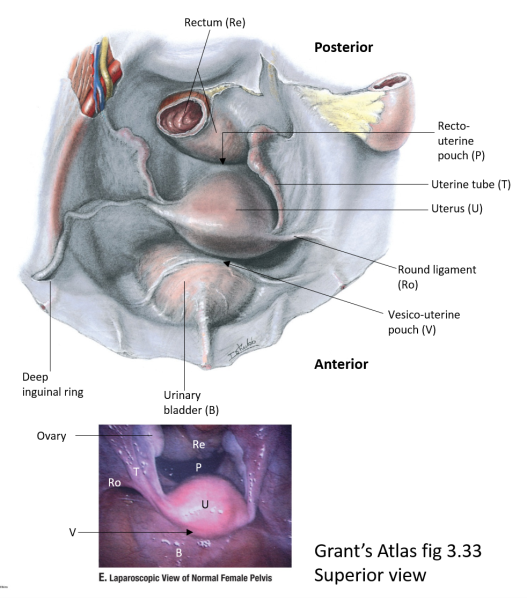 Rectum (Re)
Posterior
Recto-
uterine
pouch (P)
Uterine tube (T)
Uterus (U)
Round ligament
(Ro)
Vesico-uterine
pouch (V)
Anterior
Deep
inguinal ring
Urinary
bladder (B)
Ovary
Re
P
T
Ro
U
V
B
E. Laparoscopic View of Normal Female Pelvis
Grant's Atlas fig 3.33
Superior view